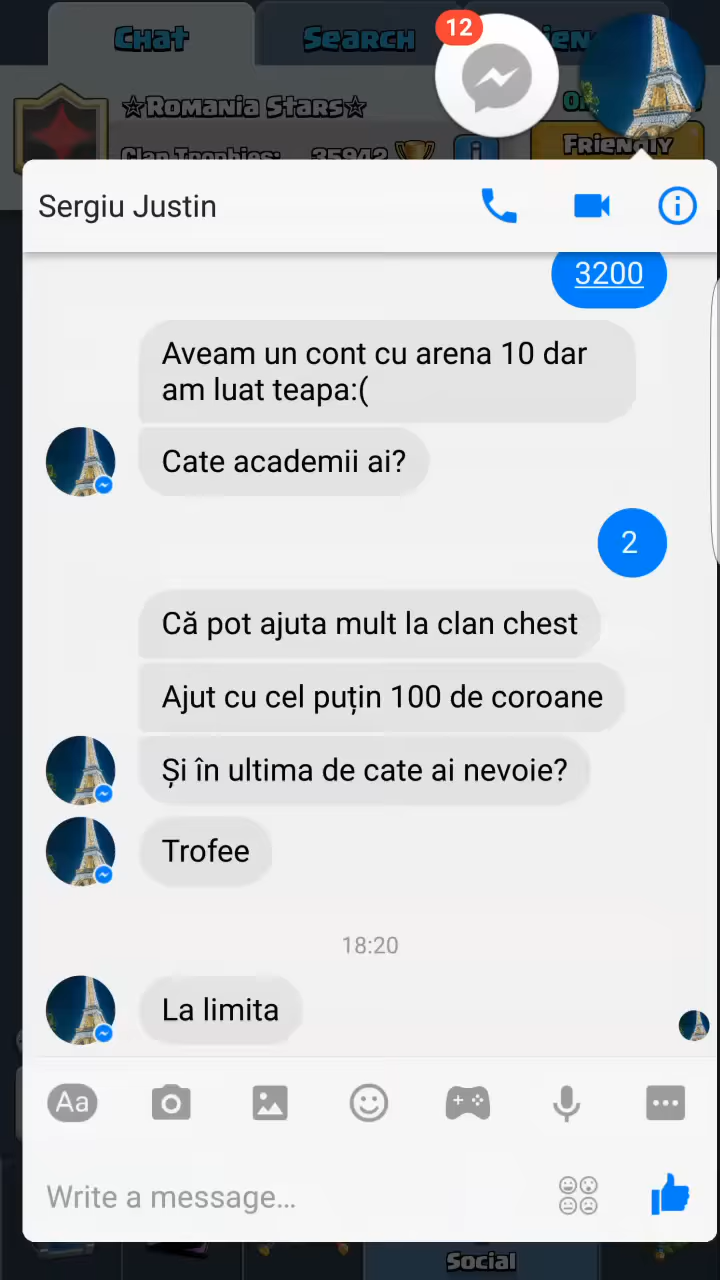 Chat
Search
12
☆Romania Stars☆
Clan Trophies: 35942
Friendly
Sergiu Justin
3200
Aveam un cont cu arena 10 dar
am luat teapa:(
Cate academii ai?
2
Că pot ajuta mult la clan chest
Ajut cu cel puțin 100 de coroane
Și în ultima de cate ai nevoie?
Trofee
18:20
La limita
Aa
Write a message...
Social